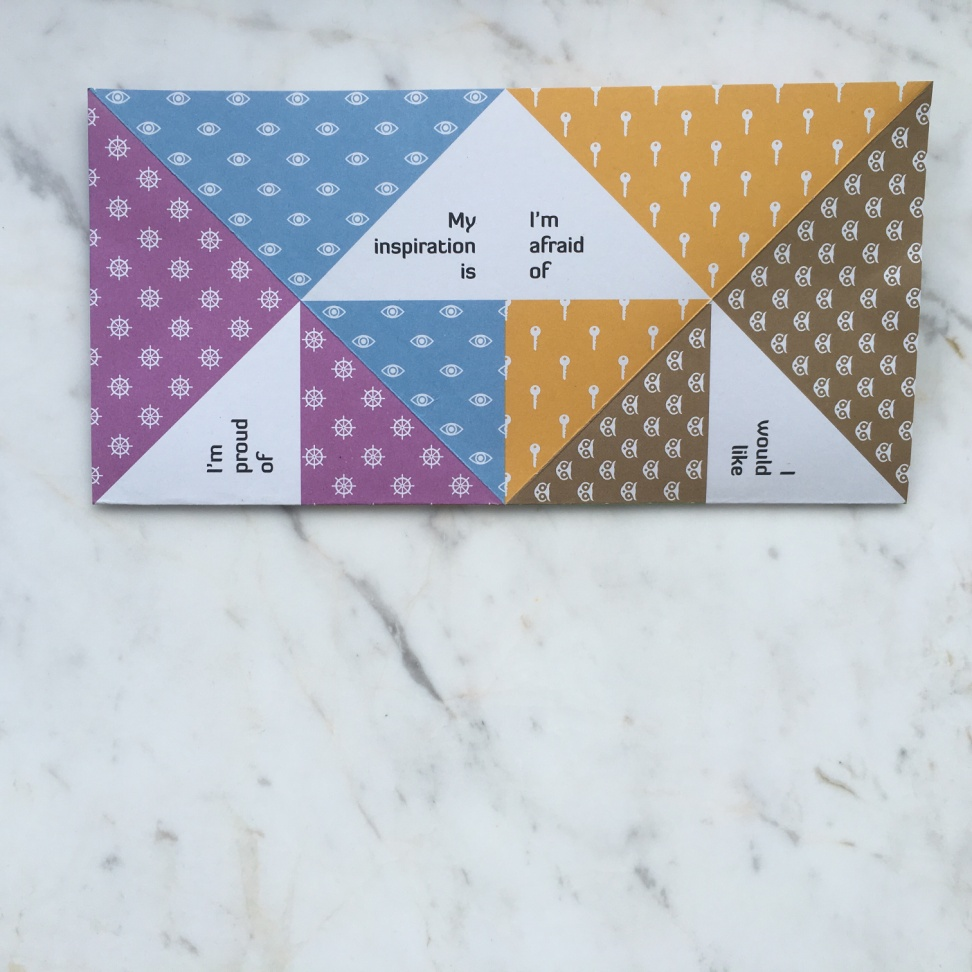 My
inspiration
is
I'm
afraid
of
I'm
proud
of
I
would
like